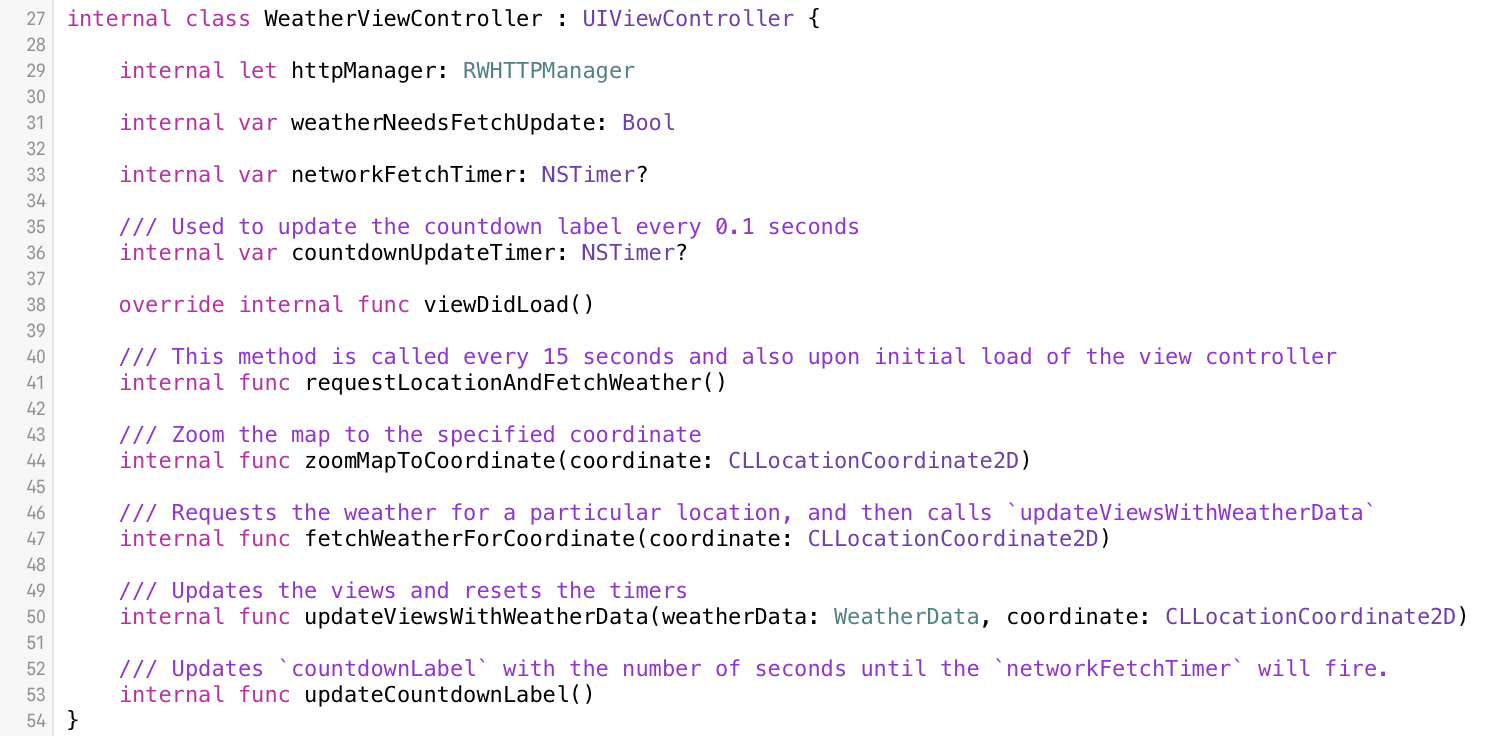 27 internal class WeatherViewController : UIViewController {
28
29     internal let httpManager: RWHTTPManager
30
31     internal var weatherNeedsFetchUpdate: Bool
32
33     internal var networkFetchTimer: NSTimer?
34
35     /// Used to update the countdown label every 0.1 seconds
36     internal var countdownUpdateTimer: NSTimer?
37
38     override internal func viewDidLoad()
39
40     /// This method is called every 15 seconds and also upon initial load of the view controller
41     internal func requestLocationAndFetchWeather()
42
43     /// Zoom the map to the specified coordinate
44     internal func zoomMapToCoordinate(coordinate: CLLocationCoordinate2D)
45
46     /// Requests the weather for a particular location, and then calls `updateViewsWithWeatherData`
47     internal func fetchWeatherForCoordinate(coordinate: CLLocationCoordinate2D)
48
49     /// Updates the views and resets the timers
50     internal func updateViewsWithWeatherData(weatherData: WeatherData, coordinate: CLLocationCoordinate2D)
51
52     /// Updates `countdownLabel` with the number of seconds until the `networkFetchTimer` will fire.
53     internal func updateCountdownLabel()
54 }